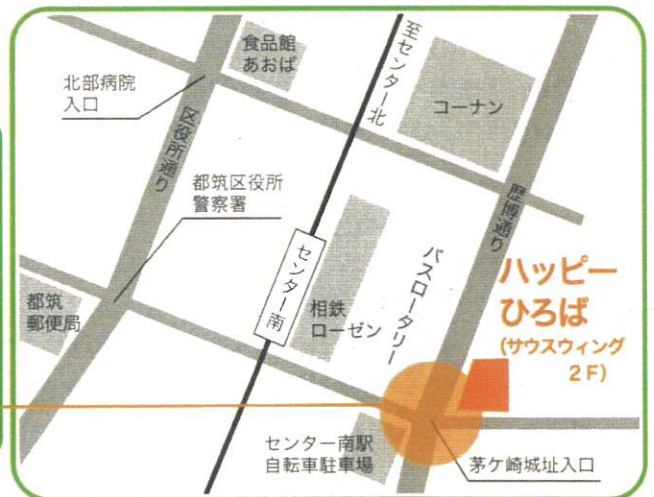 食品館
あおば
至センター北
コーナン
北部病院
入口
区役所通り
都筑区役所
警察署
歴博通り
センター南
バスロータリー
ハッピー
ひろば
(サウスウィング
2F)
都筑
郵便局
相鉄
ローゼン
センター南駅
自転車駐車場
茅ケ崎城址入口